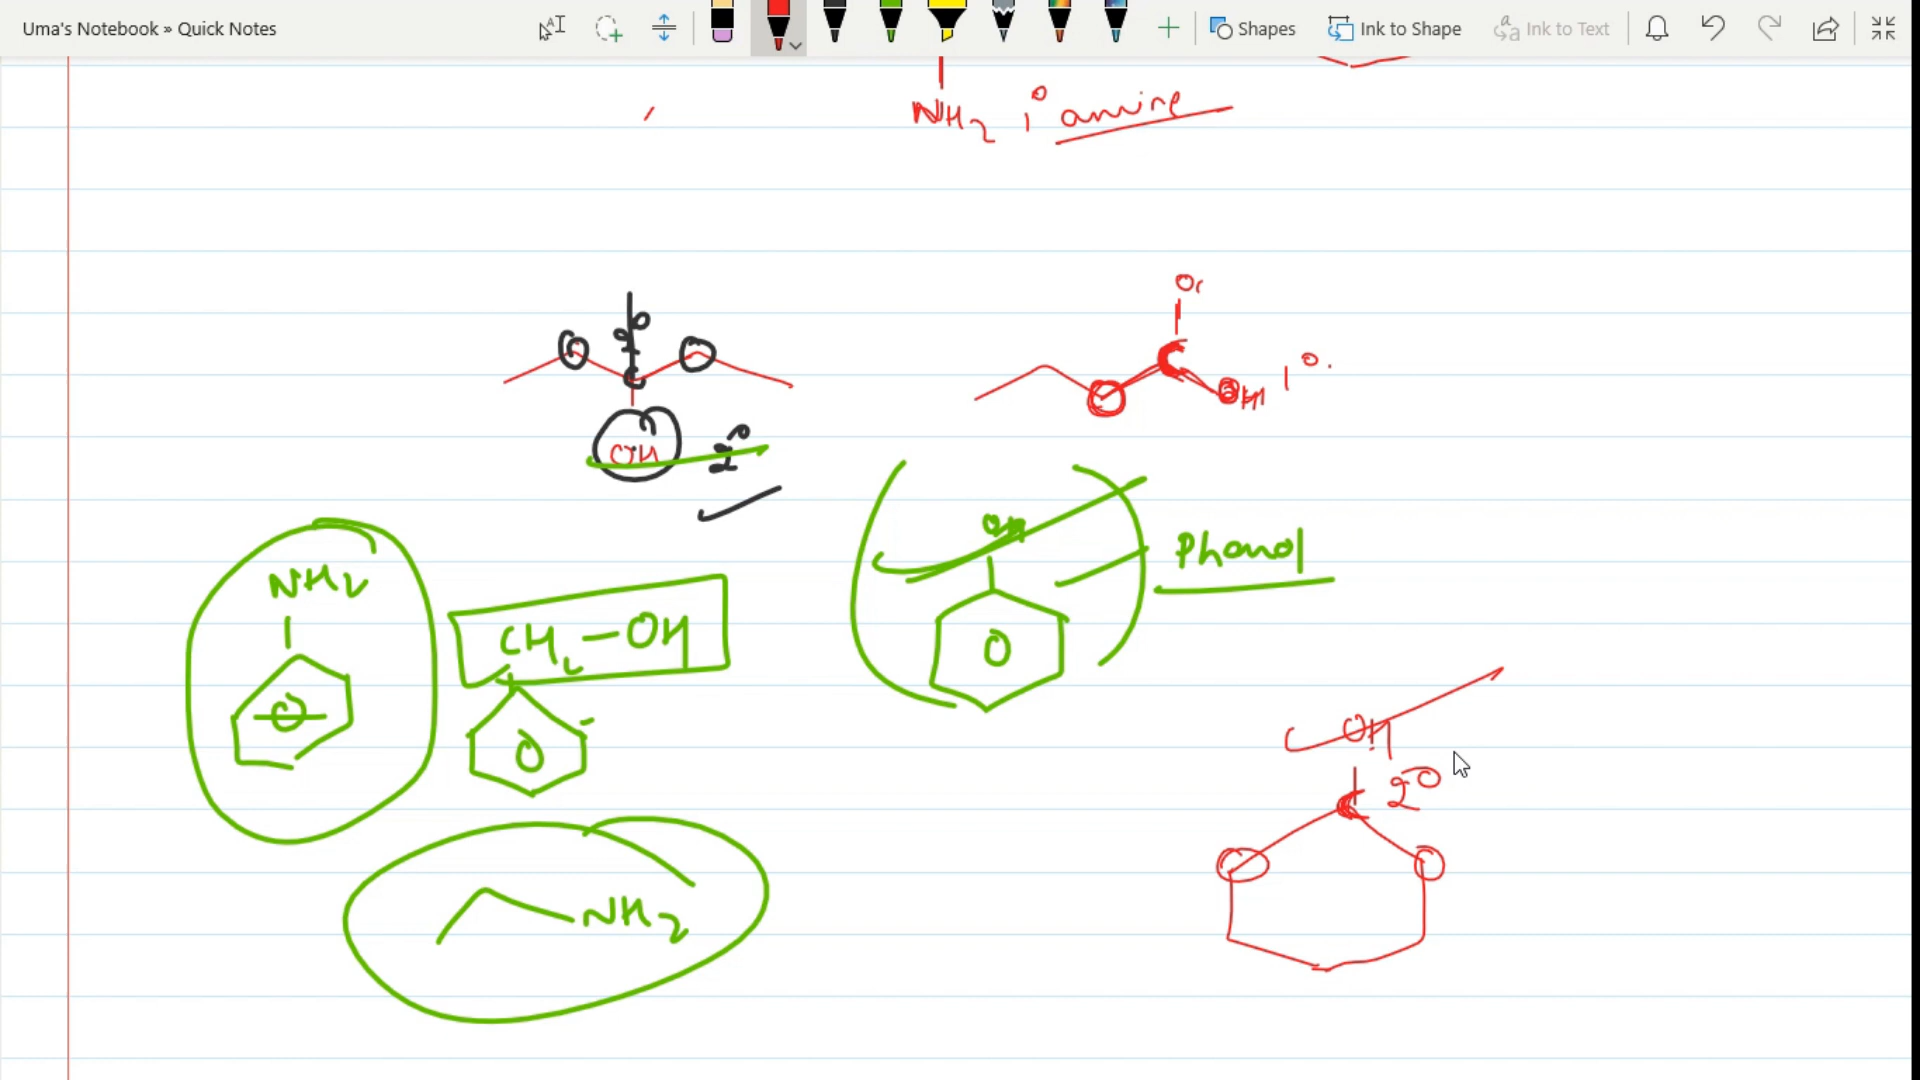 Uma's Notebook » Quick Notes
Shapes
Ink to Shape
Ink to Text
NH2 1° amine
OH
OH 1°.
OH
Phenol
NH2
CH2-OH
OH
2°
NH2